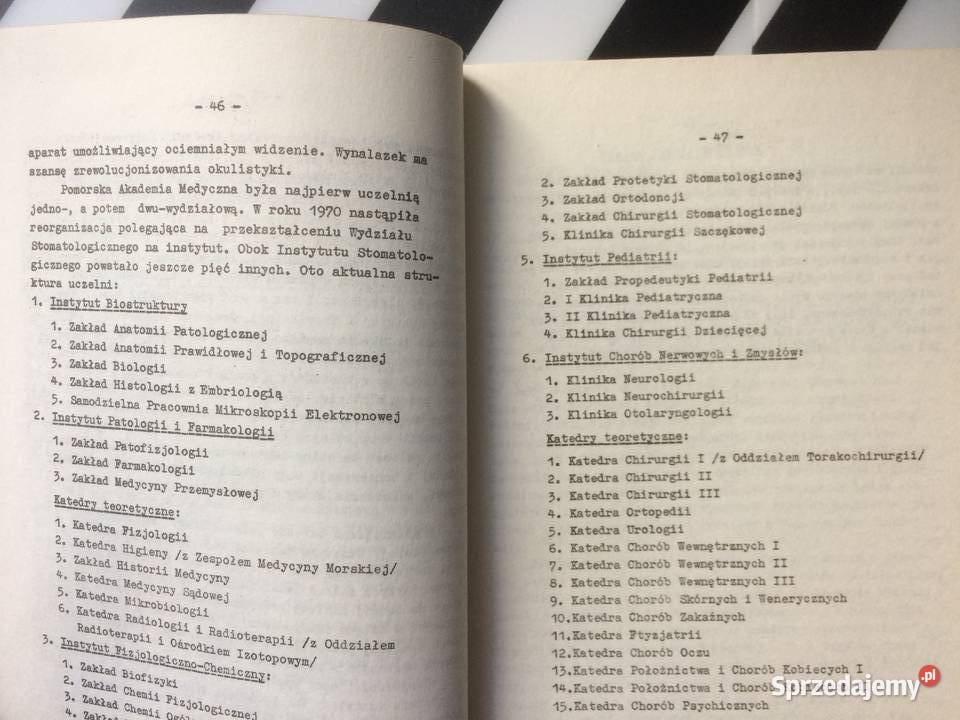 - 46 -
aparat umożliwiający ociemniałym widzenie. Wynalazek ma
szansę zrewolucjonizowania okulistyki.
Pomorska Akademia Medyczna była najpierw uczelnią
jedno-, a potem dwu-wydziałową. W roku 1970 nastąpiła
reorganizacja polegająca na przekształceniu Wydziału
Stomatologicznego na instytut. Obok Instytutu Stomatolo-
gicznego powstało jeszcze pięć innych. Oto aktualna stru-
ktura uczelni:
1. Instytut Biostruktury
1. Zakład Anatomii Patologicznej
2. Zakład Anatomii Prawidłowej i Topograficznej
3. Zakład Biologii
4. Zakład Histologii z Embriologią
5. Samodzielna Pracownia Mikroskopii Elektronowej
2. Instytut Patologii i Farmakologii
1. Zakład Patofizjologii
2. Zakład Farmakologii
3. Zakład Medycyny Przemysłowej
Katedry teoretyczne:
1. Katedra Fizjologii
2. Katedra Higieny /z Zespołem Medycyny Morskiej/
3. Zakład Historii Medycyny
4. Katedra Medycyny Sądowej
5. Katedra Mikrobiologii
6. Katedra Radiologii i Radioterapii /z Oddziałem
Radioterapii i Ośrodkiem Izotopowym/
3. Instytut Fizjologiczno-Chemiczny:
1. Zakład Biofizyki
2. Zakład Chemii Fizjologicznej
3. Zakład Chemii Ogólnej
4. Zakład
- 47 -
2. Zakład Protetyki Stomatologicznej
3. Zakład Ortodoncji
4. Zakład Chirurgii Stomatologicznej
5. Klinika Chirurgii Szczękowej
5. Instytut Pediatrii:
1. Zakład Propedeutyki Pediatrii
2. I Klinika Pediatryczna
3. II Klinika Pediatryczna
4. Klinika Chirurgii Dziecięcej
6. Instytut Chorób Nerwowych i Zmysłów:
1. Klinika Neurologii
2. Klinika Neurochirurgii
3. Klinika Otolaryngologii
Katedry teoretyczne:
1. Katedra Chirurgii I /z Oddziałem Torakochirurgii/
2. Katedra Chirurgii II
3. Katedra Chirurgii III
4. Katedra Ortopedii
5. Katedra Urologii
6. Katedra Chorób Wewnętrznych I
7. Katedra Chorób Wewnętrznych II
8. Katedra Chorób Wewnętrznych III
9. Katedra Chorób Skórnych i Wenerycznych
10.Katedra Chorób Zakaźnych
11.Katedra Ftyzjatrii
12.Katedra Chorób Oczu
13.Katedra Położnictwa i Chorób Kobiecych I
14.Katedra Położnictwa i Chorób
15.Katedra Chorób Psychicznych
Sprzedajemy.pl